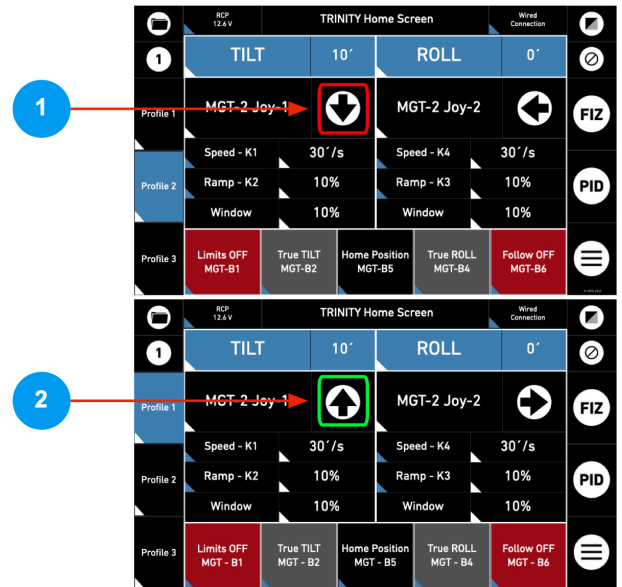 RCP
12.6 V
TRINITY Home Screen
Wired
Connection
1
TILT
10´
ROLL
0´
1
Profile 1
MGT-2 Joy-1
MGT-2 Joy-2
FIZ
Speed - K1
30´/s
Speed - K4
30´/s
Profile 2
Ramp - K2
10%
Ramp - K3
10%
PID
Window
10%
Window
10%
Profile 3
Limits OFF
MGT-B1
True TILT
MGT-B2
Home Position
MGT-B5
True ROLL
MGT-B4
Follow OFF
MGT-B6
RCP
12.6 V
TRINITY Home Screen
Wired
Connection
1
TILT
10´
ROLL
0´
2
Profile 1
MGT-2 Joy-1
MGT-2 Joy-2
FIZ
Speed - K1
30´/s
Speed - K4
30´/s
Profile 2
Ramp - K2
10%
Ramp - K3
10%
PID
Window
10%
Window
10%
Profile 3
Limits OFF
MGT - B1
True TILT
MGT - B2
Home Position
MGT - B5
True ROLL
MGT - B4
Follow OFF
MGT - B6